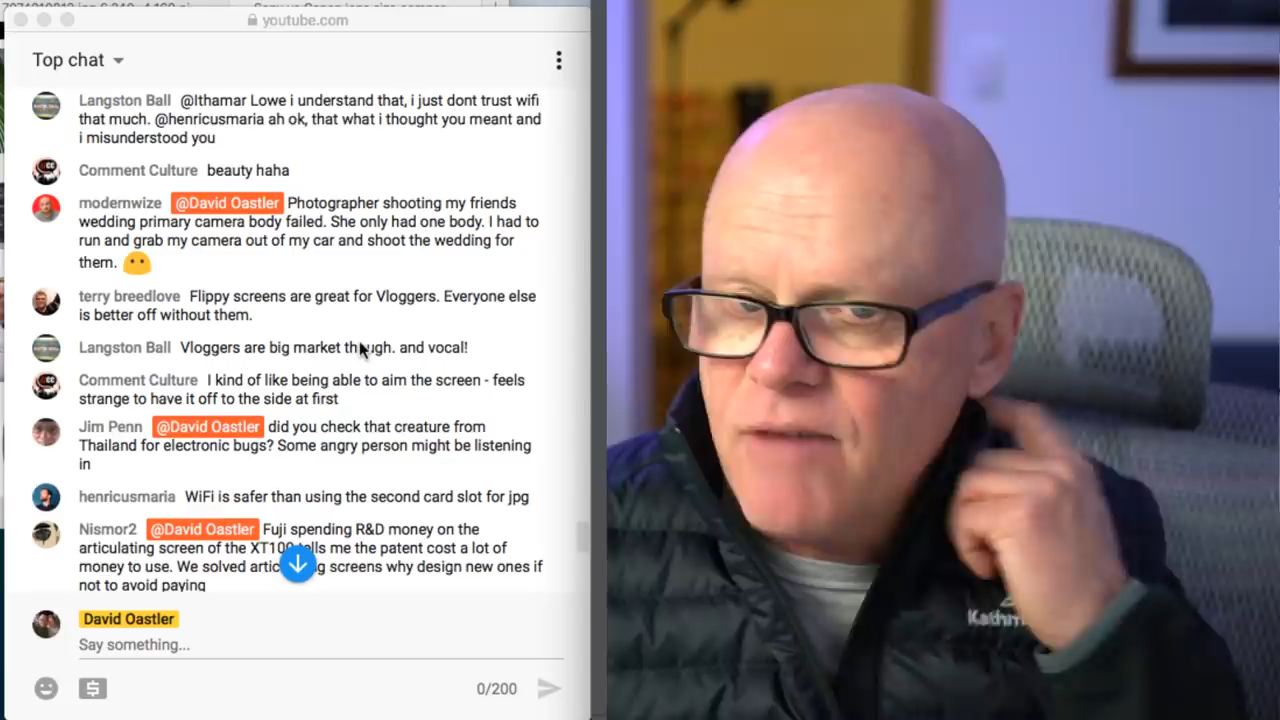 youtube.com
Top chat
Langston Ball @Ithamar Lowe i understand that, i just dont trust wifi
that much. @henricusmaria ah ok, that what i thought you meant and
i misunderstood you
Comment Culture beauty haha
modernwize @David Oastler Photographer shooting my friends
wedding primary camera body failed. She only had one body. I had to
run and grab my camera out of my car and shoot the wedding for
them.
terry breedlove Flippy screens are great for Vloggers. Everyone else
is better off without them.
Langston Ball Vloggers are big market though. and vocal!
Comment Culture I kind of like being able to aim the screen - feels
strange to have it off to the side at first
Jim Penn @David Oastler did you check that creature from
Thailand for electronic bugs? Some angry person might be listening
in
henricusmaria WiFi is safer than using the second card slot for jpg
Nismor2 @David Oastler Fuji spending R&D money on the
articulating screen of the XT100 tells me the patent cost a lot of
money to use. We solved screens why design new ones if
not to avoid paying
David Oastler
Say something...
0/200